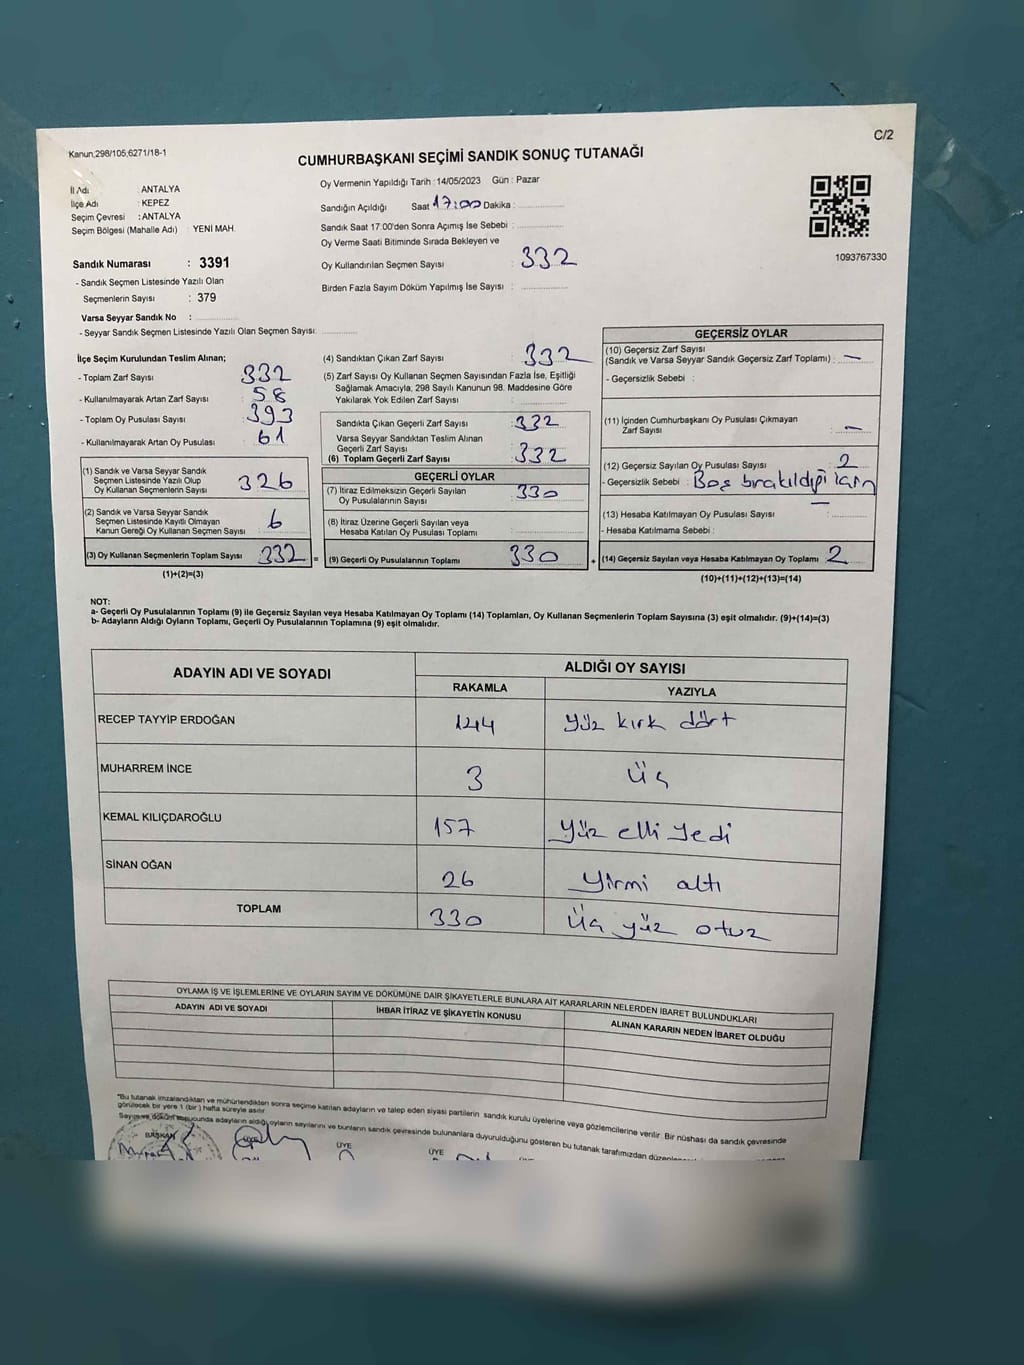 C/2
Kanun,298/105,6271/18-1
CUMHURBAŞKANI SEÇİMİ SANDIK SONUÇ TUTANAĞI
İl Adı : ANTALYA
İlçe Adı : KEPEZ
Seçim Çevresi : ANTALYA
Seçim Bölgesi (Mahalle Adı) : YENİ MAH.
Oy Vermenin Yapıldığı Tarih : 14/05/2023 Gün : Pazar
Sandığın Açıldığı Saat 17:00 Dakika :
Sandık Saat 17.00'den Sonra Açımış İse Sebebi :
Oy Verme Saati Bitiminde Sırada Bekleyen ve
Oy Kullandırılan Seçmen Sayısı : 332
Birden Fazla Sayım Döküm Yapılmış İse Sayısı :
1093767330
Sandık Numarası : 3391
- Sandık Seçmen Listesinde Yazılı Olan
Seçmenlerin Sayısı : 379
Varsa Seyyar Sandık No :
- Seyyar Sandık Seçmen Listesinde Yazılı Olan Seçmen Sayısı:
İlçe Seçim Kurulundan Teslim Alınan;
- Toplam Zarf Sayısı 332
- Kullanılmayarak Artan Zarf Sayısı 58
- Toplam Oy Pusulası Sayısı 393
- Kullanılmayarak Artan Oy Pusulası 61
(1) Sandık ve Varsa Seyyar Sandık
Seçmen Listesinde Yazılı Olup
Oy Kullanan Seçmenlerin Sayısı 326
(2) Sandık ve Varsa Seyyar Sandık
Seçmen Listesinde Kayıtlı Olmayan
Kanun Gereği Oy Kullanan Seçmen Sayısı 6
(3) Oy Kullanan Seçmenlerin Toplam Sayısı 332 =
(1)+(2)=(3)
(4) Sandıktan Çıkan Zarf Sayısı : 332
(5) Zarf Sayısı Oy Kullanan Seçmen Sayısından Fazla İse, Eşitliği
Sağlamak Amacıyla, 298 Sayılı Kanunun 98. Maddesine Göre
Yakılarak Yok Edilen Zarf Sayısı :
Sandıkta Çıkan Geçerli Zarf Sayısı : 332
Varsa Seyyar Sandıktan Teslim Alınan
Geçerli Zarf Sayısı
(6) Toplam Geçerli Zarf Sayısı : 332
GEÇERLİ OYLAR
(7) İtiraz Edilmeksizin Geçerli Sayılan
Oy Pusulasının Sayısı : 330
(8) İtiraz Üzerine Geçerli Sayılan veya
Hesaba Katılan Oy Pusulası Toplamı :
(9) Geçerli Oy Pusulalarının Toplamı 330 +
GEÇERSİZ OYLAR
(10) Geçersiz Zarf Sayısı
(Sandık ve Varsa Seyyar Sandık Geçersiz Zarf Toplamı) : —
- Geçersizlik Sebebi :
(11) İçinden Cumhurbaşkanı Oy Pusulası Çıkmayan
Zarf Sayısı : —
(12) Geçersiz Sayılan Oy Pusulası Sayısı : 2
- Geçersizlik Sebebi : Boş bırakıldığı için
(13) Hesaba Katılmayan Oy Pusulası Sayısı : —
- Hesaba Katılmama Sebebi :
(14) Geçersiz Sayılan veya Hesaba Katılmayan Oy Toplamı 2
(10)+(11)+(12)+(13)=(14)
NOT:
a- Geçerli Oy Pusulalarının Toplamı (9) ile Geçersiz Sayılan veya Hesaba Katılmayan Oy Toplamı (14) Toplamları, Oy Kullanan Seçmenlerin Toplam Sayısına (3) eşit olmalıdır. (9)+(14)=(3)
b- Adayların Aldığı Oyların Toplamı, Geçerli Oy Pusulalarının Toplamına (9) eşit olmalıdır.
ADAYIN ADI VE SOYADI ALDIĞI OY SAYISI
RAKAMLA YAZIYLA
RECEP TAYYİP ERDOĞAN 144 yüz kırk dört
MUHARREM İNCE 3 üç
KEMAL KILIÇDAROĞLU 157 yüz elli yedi
SİNAN OĞAN 26 yirmi altı
TOPLAM 330 üç yüz otuz
OYLAMA İŞ VE İŞLEMLERİNE VE OYLARIN SAYIM VE DÖKÜMÜNE DAİR ŞİKAYETLERLE BUNLARA AİT KARARLARIN NELERDEN İBARET BULUNDUKLARI
ADAYIN ADI VE SOYADI İHBAR İTİRAZ VE ŞİKAYETİN KONUSU ALINAN KARARIN NEDEN İBARET OLDUĞU
*Bu tutanak imzalandıktan ve mühürlendikten sonra seçime katılan adayların ve talep eden siyasi partilerin sandık kurulu üyelerine veya gözlemcilerine verilir. Bir nüshası da sandık çevresinde
görülecek bir yere 1 (bir) hafta süreyle asılır.
Sayım ve döküm sonucunda adayların aldığı oyların sayılarını ve bunların sandık çevresinde bulunanlara duyurulduğunu gösteren bu tutanak tarafımızdan
BAŞKAN ÜYE ÜYE